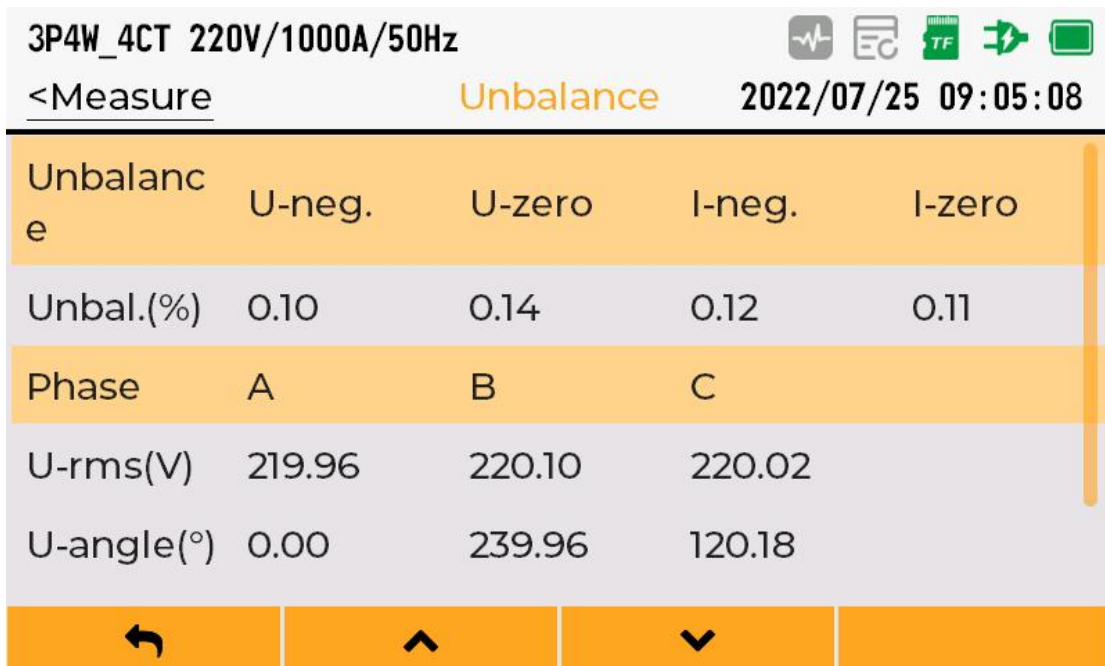 3P4W_4CT 220V/1000A/50Hz TF
<Measure Unbalance 2022/07/25 09:05:08
Unbalanc
e U-neg. U-zero I-neg. I-zero
Unbal.(%) 0.10 0.14 0.12 0.11
Phase A B C
U-rms(V) 219.96 220.10 220.02
U-angle(°) 0.00 239.96 120.18